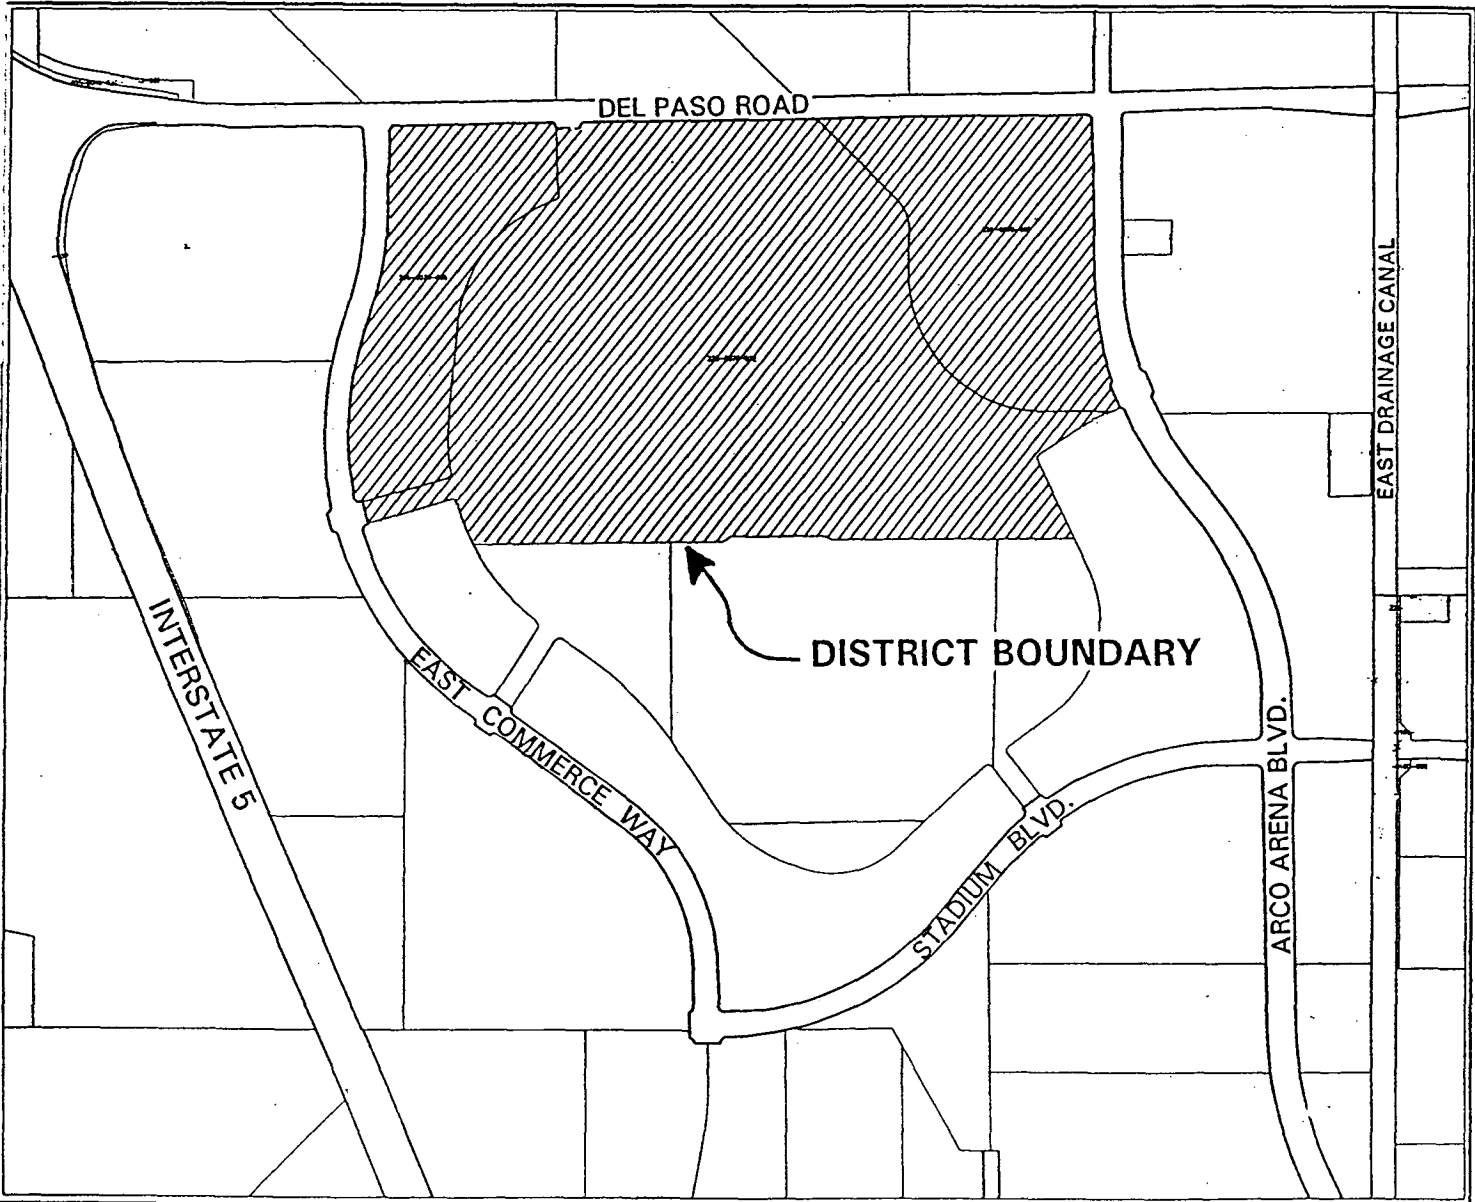 DEL PASO ROAD
EAST DRAINAGE CANAL
DISTRICT BOUNDARY
INTERSTATE 5
EAST COMMERCE WAY
STADIUM BLVD.
ARCO ARENA BLVD.